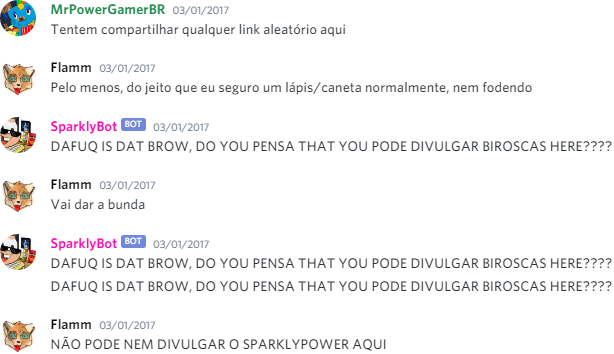 MrPowerGamerBR 03/01/2017
Tentem compartilhar qualquer link aleatório aqui
Flamm 03/01/2017
Pelo menos, do jeito que eu seguro um lápis/caneta normalmente, nem fodendo
SparklyBot BOT 03/01/2017
DAFUQ IS DAT BROW, DO YOU PENSA THAT YOU PODE DIVULGAR BIROSCAS HERE????
Flamm 03/01/2017
Vai dar a bunda
SparklyBot BOT 03/01/2017
DAFUQ IS DAT BROW, DO YOU PENSA THAT YOU PODE DIVULGAR BIROSCAS HERE????
DAFUQ IS DAT BROW, DO YOU PENSA THAT YOU PODE DIVULGAR BIROSCAS HERE????
Flamm 03/01/2017
NÃO PODE NEM DIVULGAR O SPARKLYPOWER AQUI